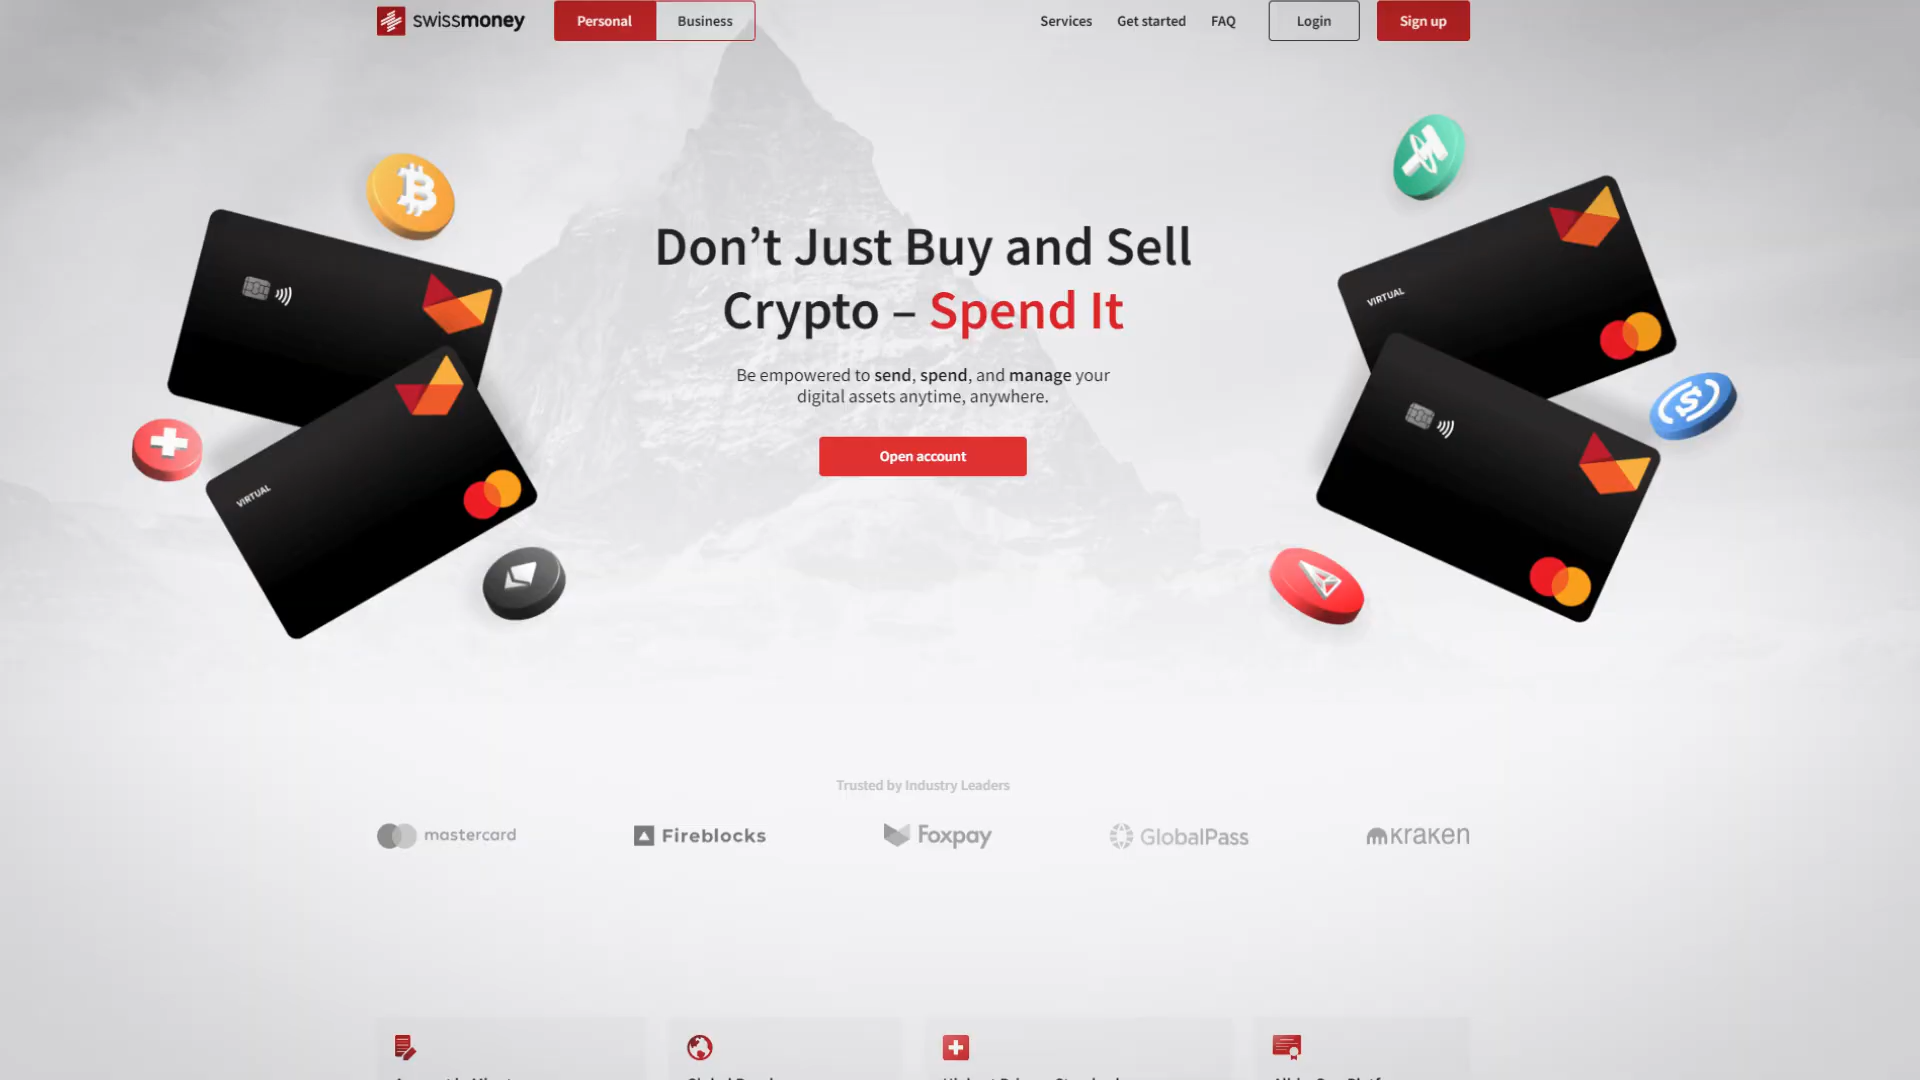 swissmoney
Personal
Business
Services
Get started
FAQ
Login
Sign up
Don’t Just Buy and Sell
Crypto – Spend It
Be empowered to send, spend, and manage your
digital assets anytime, anywhere.
Open account
VIRTUAL
VIRTUAL
Trusted by Industry Leaders
mastercard
Fireblocks
Foxpay
GlobalPass
kraken